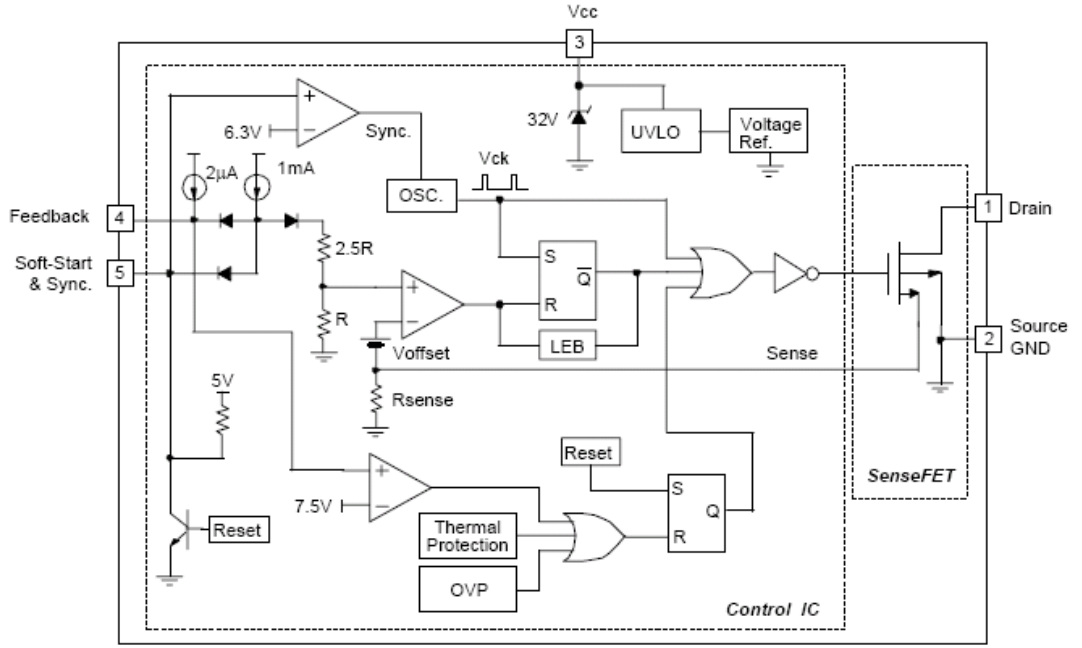 Vcc
3
+
−
6.3V
Sync.
32V
UVLO
Voltage
Ref.
2μA
1mA
Vck
OSC.
Feedback
4
1
Drain
Soft-Start
& Sync.
5
2.5R
S
Q
R
+
−
R
LEB
Voffset
Sense
2
Source
GND
Rsense
5V
SenseFET
Reset
+
−
7.5V
S
Q
R
Thermal
Protection
Reset
OVP
Control IC